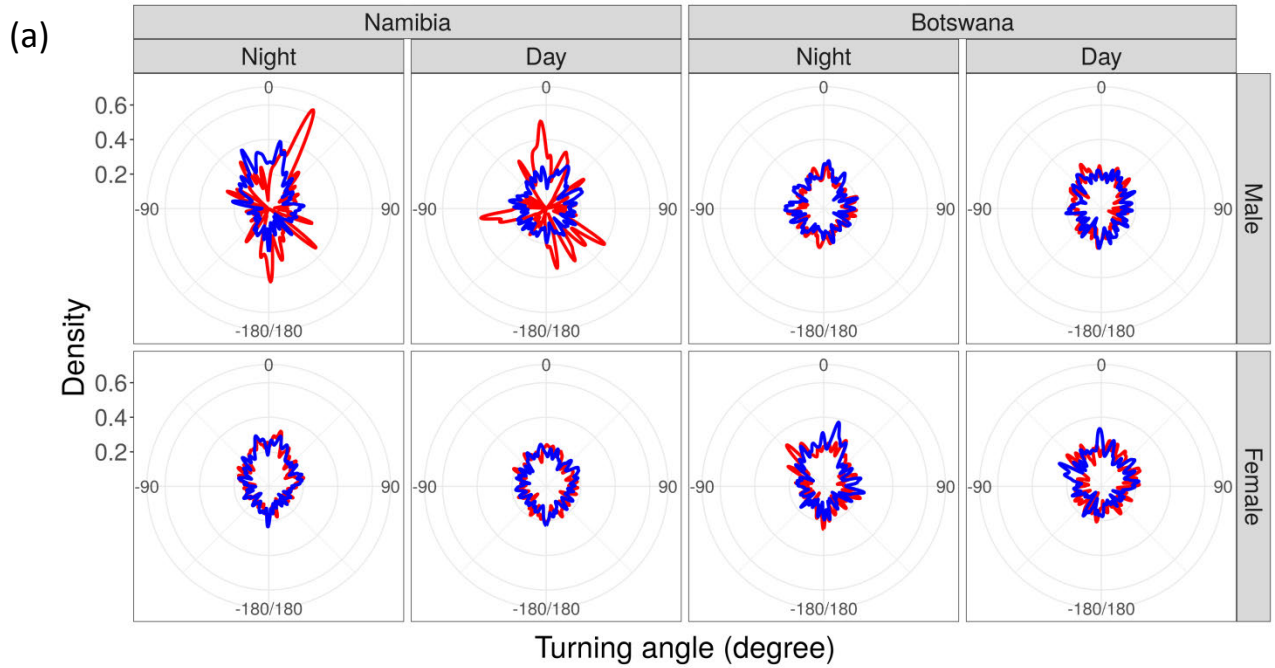 (a)
Namibia Botswana
Night Day Night Day
0 0 0 0
0.6
0.4
0.2
-90 90 -90 90 -90 90 -90 90
-180/180 -180/180 -180/180 -180/180
Male
0 0 0 0
0.6
0.4
0.2
-90 90 -90 90 -90 90 -90 90
-180/180 -180/180 -180/180 -180/180
Female
Density
Turning angle (degree)